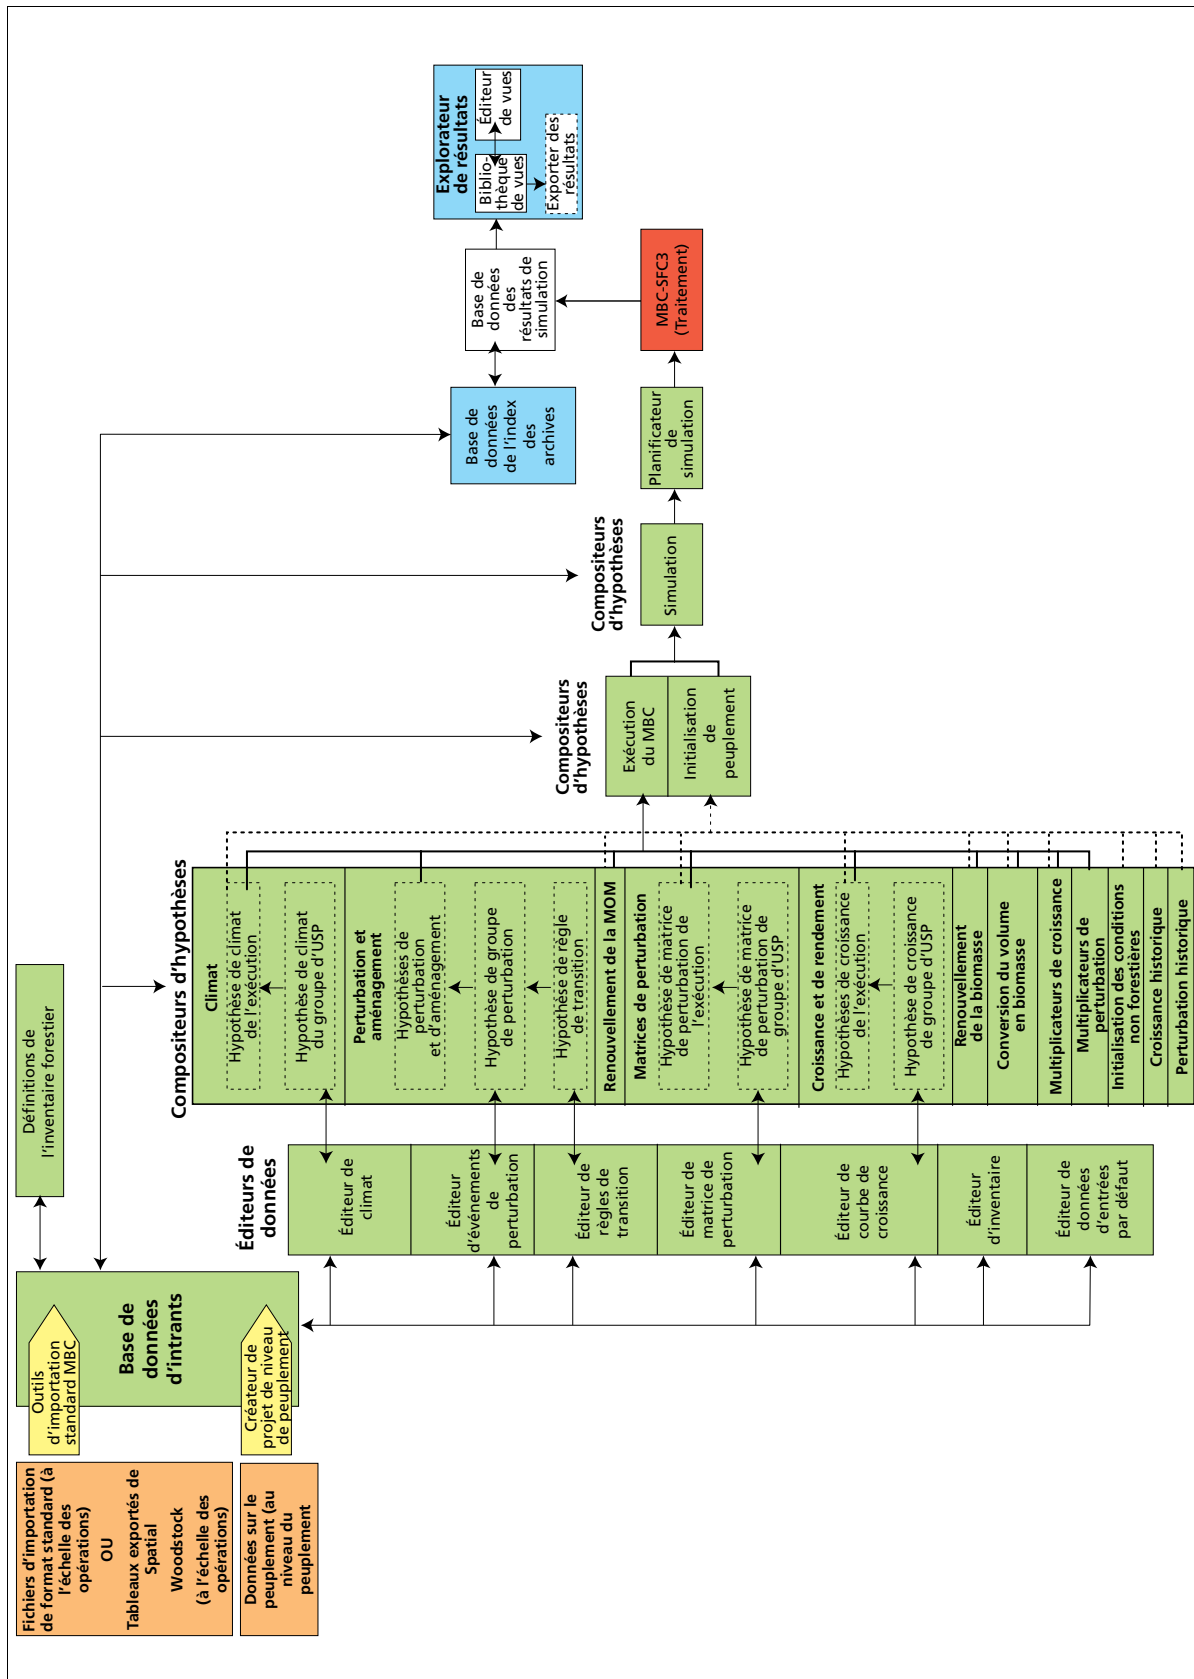 Fichiers d'importation
de format standard (à
l'échelle des
opérations)
OU
Tableaux exportés de
Spatial
Woodstock
(à l'échelle des
opérations)
Données sur le
peuplement (au
niveau du
peuplement
Outils
d'importation
standard MBC
Créateur de
projet de niveau
de peuplement
Base de
données
d'intrants
Définitions de
l'inventaire forestier
Éditeurs de
données
Éditeur de
climat
Éditeur
d'événements
de
perturbation
Éditeur de
règles de
transition
Éditeur de
matrice de
perturbation
Éditeur de
courbe de
croissance
Éditeur
d'inventaire
Éditeur de
données
d'entrées
par défaut
Compositeurs d'hypothèses
Climat
Hypothèse de climat
de l'exécution
Hypothèse de climat
du groupe d'USP
Perturbation et
aménagement
Hypothèses de
perturbation
et d'aménagement
Hypothèse de groupe
de perturbation
Hypothèse de règle
de transition
Renouvellement de la MOM
Matrices de perturbation
Hypothèse de matrice
de perturbation de
l'exécution
Hypothèse de matrice
de perturbation de
groupe d'USP
Croissance et de rendement
Hypothèses de croissance
de l'exécution
Hypothèse de croissance
de groupe d'USP
Renouvellement
de la biomasse
Conversion du volume
en biomasse
Multiplicateurs de croissance
Multiplicateurs de
perturbation
Initialisation des conditions
non forestières
Croissance historique
Perturbation historique
Compositeurs
d'hypothèses
Exécution
du MBC
Initialisation
de
peuplement
Compositeurs
d'hypothèses
Simulation
Planificateur
de
simulation
MBC-SFC3
(Traitement)
Base de
données
de l'index
des
archives
Base de
données
des
résultats de
simulation
Explorateur
de résultats
Biblio-
thèque
de vues
Éditeur
de vues
Exporter des
résultats